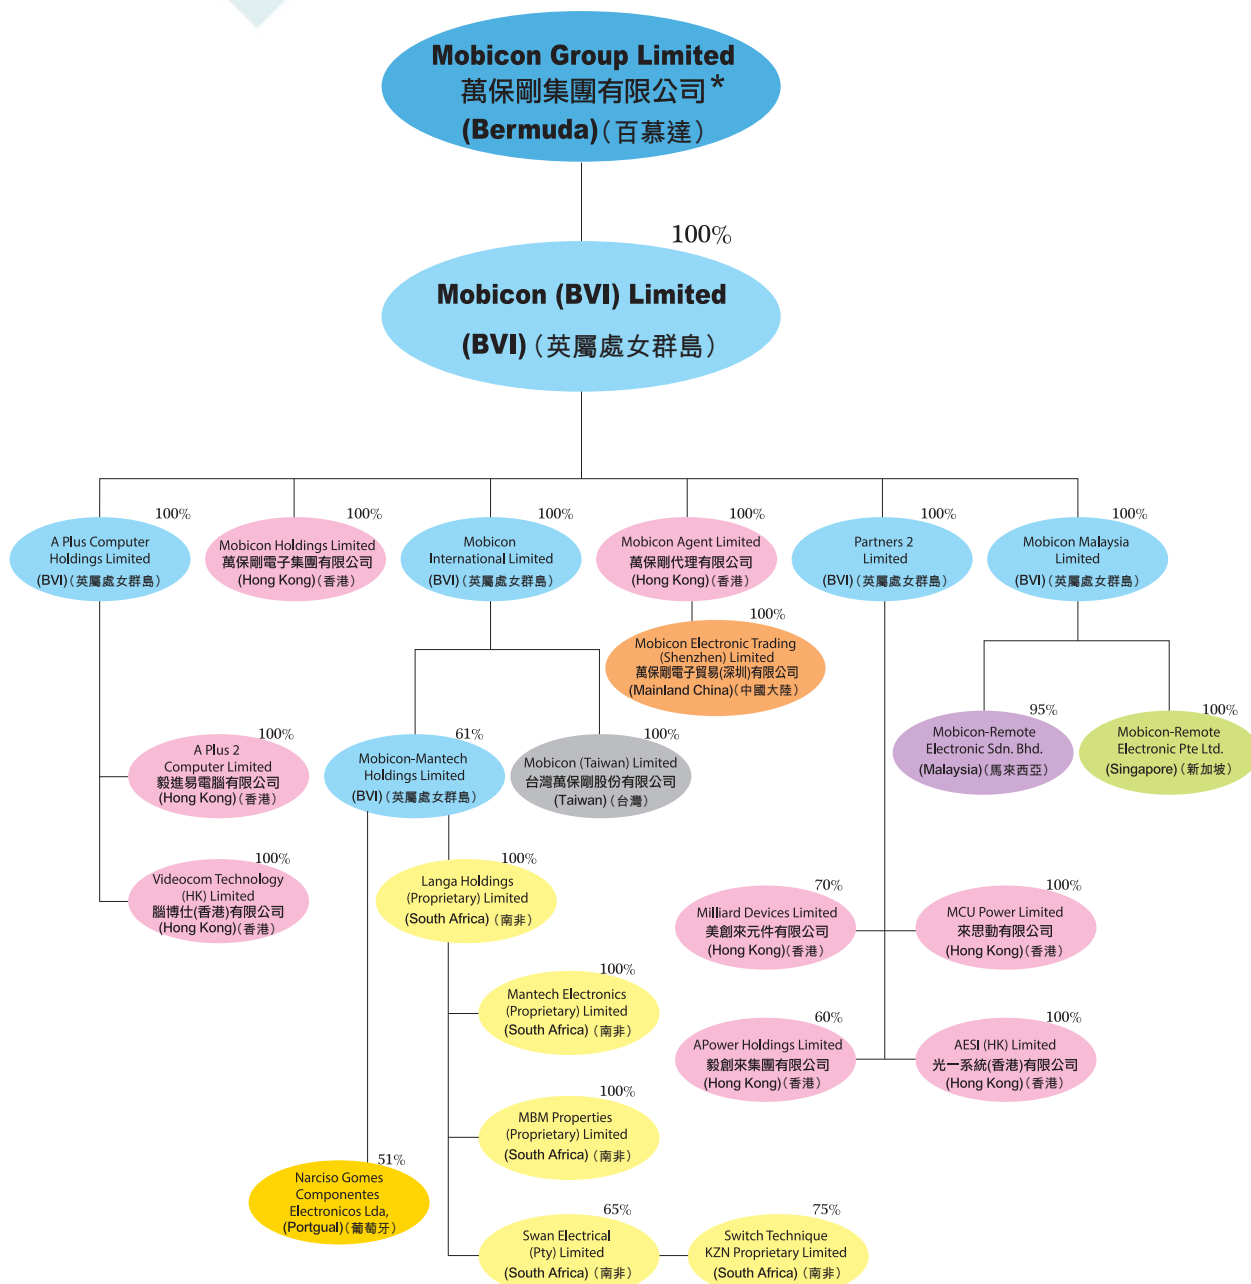 Mobicon Group Limited
萬保剛集團有限公司*
(Bermuda)(百慕達)
100%
Mobicon (BVI) Limited
(BVI)(英屬處女群島)
100%
A Plus Computer
Holdings Limited
(BVI)(英屬處女群島)
100%
Mobicon Holdings Limited
萬保剛電子集團有限公司
(Hong Kong)(香港)
100%
Mobicon
International Limited
(BVI)(英屬處女群島)
100%
Mobicon Agent Limited
萬保剛代理有限公司
(Hong Kong)(香港)
100%
Partners 2
Limited
(BVI)(英屬處女群島)
100%
Mobicon Malaysia
Limited
(BVI)(英屬處女群島)
100%
Mobicon Electronic Trading
(Shenzhen) Limited
萬保剛電子貿易(深圳)有限公司
(Mainland China)(中國大陸)
100%
A Plus 2
Computer Limited
毅進易電腦有限公司
(Hong Kong)(香港)
61%
Mobicon-Mantech
Holdings Limited
(BVI)(英屬處女群島)
100%
Mobicon (Taiwan) Limited
台灣萬保剛股份有限公司
(Taiwan)(台灣)
95%
Mobicon-Remote
Electronic Sdn. Bhd.
(Malaysia)(馬來西亞)
100%
Mobicon-Remote
Electronic Pte Ltd.
(Singapore)(新加坡)
100%
Videocom Technology
(HK) Limited
腦博仕(香港)有限公司
(Hong Kong)(香港)
100%
Langa Holdings
(Proprietary) Limited
(South Africa)(南非)
70%
Milliard Devices Limited
美創來元件有限公司
(Hong Kong)(香港)
100%
MCU Power Limited
來思動有限公司
(Hong Kong)(香港)
100%
Mantech Electronics
(Proprietary) Limited
(South Africa)(南非)
60%
APower Holdings Limited
毅創來集團有限公司
(Hong Kong)(香港)
100%
AESI (HK) Limited
光一系統(香港)有限公司
(Hong Kong)(香港)
100%
MBM Properties
(Proprietary) Limited
(South Africa)(南非)
51%
Narciso Gomes
Componentes
Electronicos Lda,
(Portgual)(葡萄牙)
65%
Swan Electrical
(Pty) Limited
(South Africa)(南非)
75%
Switch Technique
KZN Proprietary Limited
(South Africa)(南非)